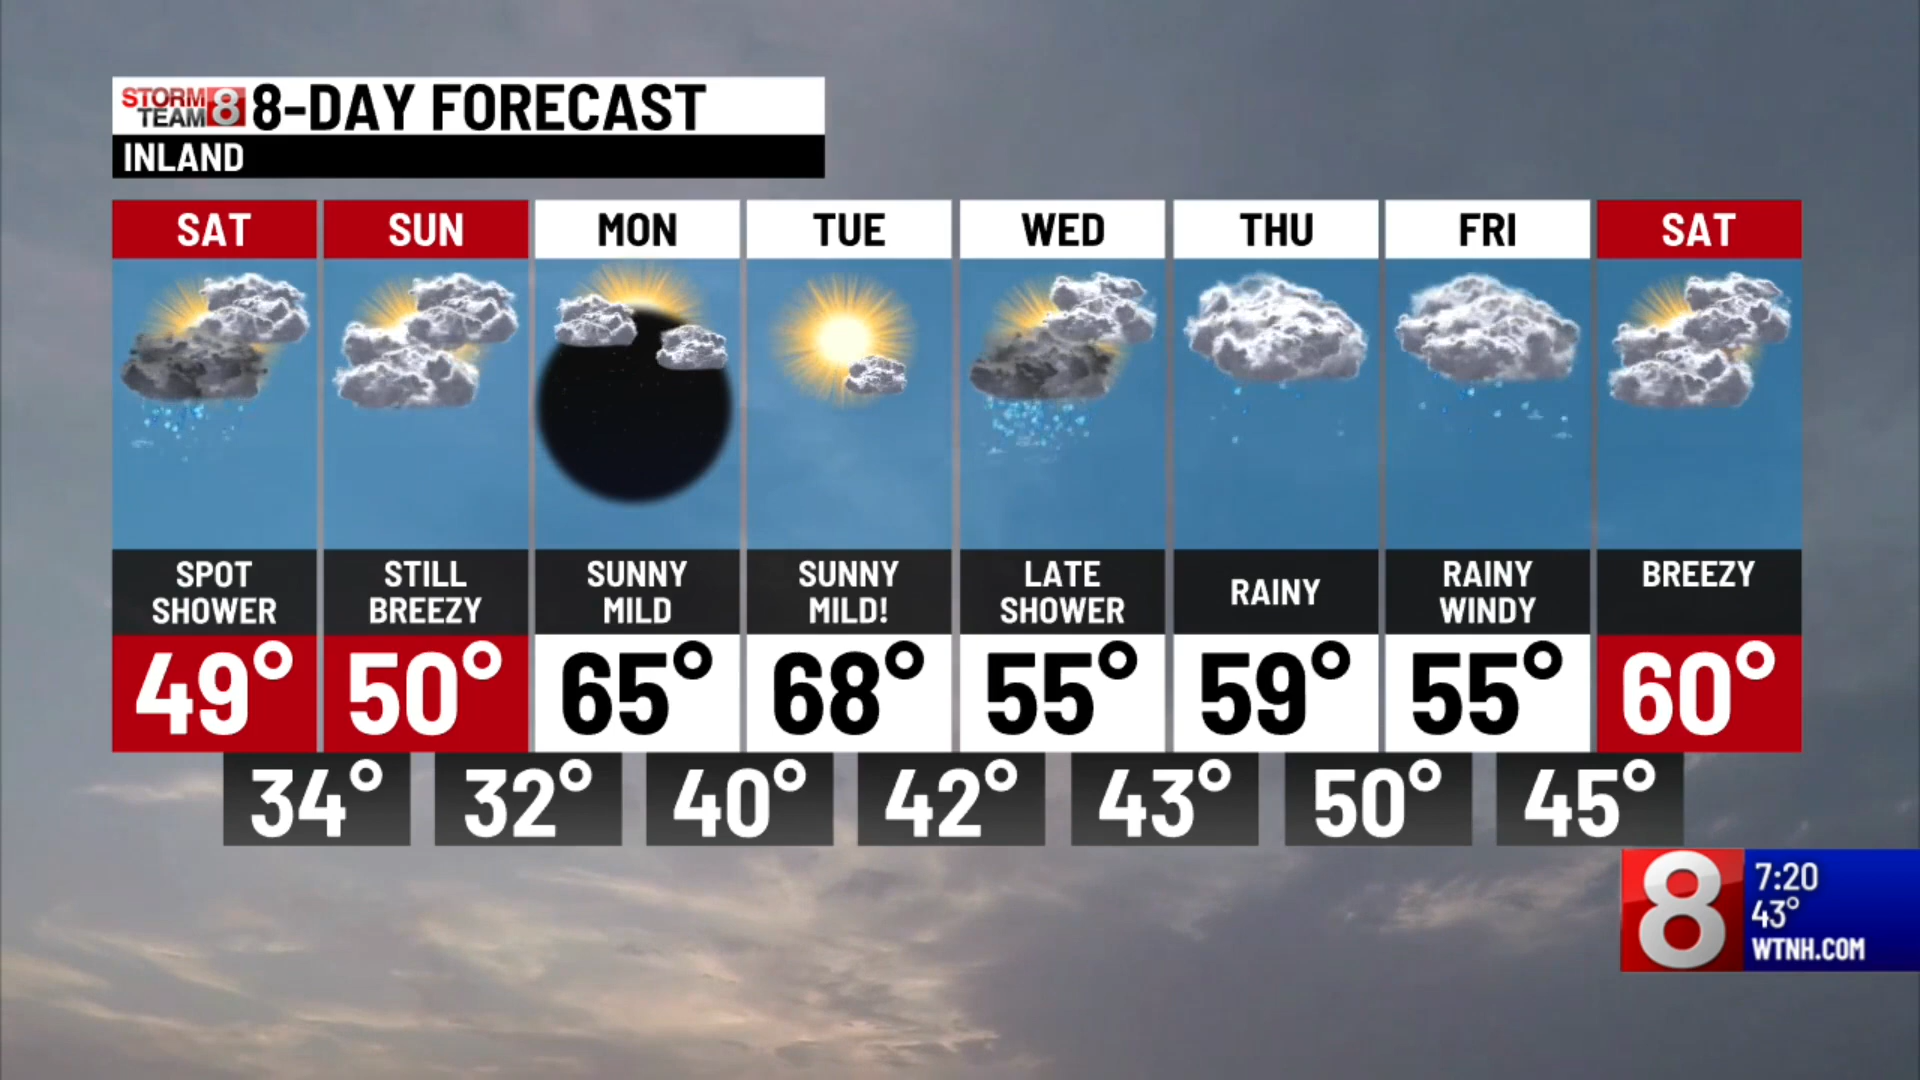 STORM
TEAM 8
8-DAY FORECAST
INLAND
SAT SUN MON TUE WED THU FRI SAT
SPOT SHOWER STILL BREEZY SUNNY MILD SUNNY MILD! LATE SHOWER RAINY RAINY WINDY BREEZY
49° 50° 65° 68° 55° 59° 55° 60°
34° 32° 40° 42° 43° 50° 45°
8
7:20
43°
WTNH.COM